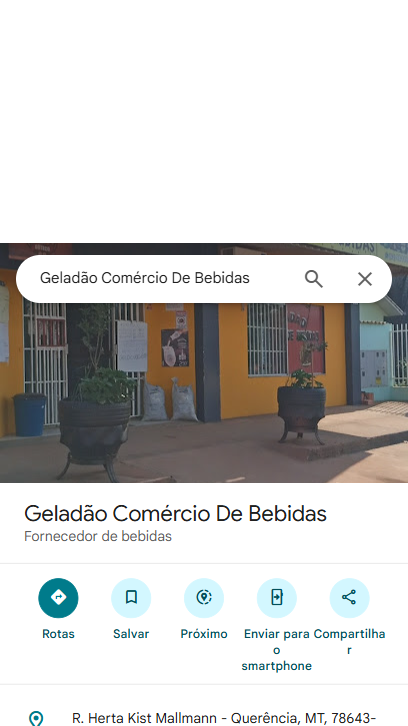 Geladão Comércio De Bebidas
Geladão Comércio De Bebidas
Fornecedor de bebidas
Rotas
Salvar
Próximo
Enviar para o smartphone
Compartilhar
R. Herta Kist Mallmann - Querência, MT, 78643-